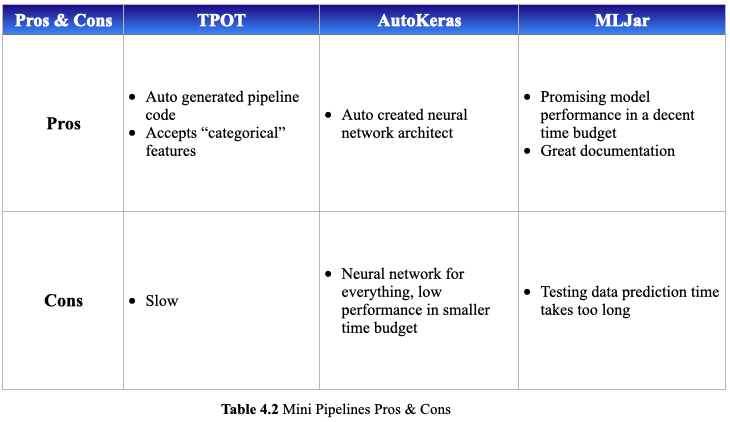 Pros & Cons
TPOT
AutoKeras
MLJar
Pros
• Auto generated pipeline
code
• Accepts “categorical”
features
• Auto created neural
network architect
• Promising model
performance in a decent
time budget
• Great documentation
Cons
• Slow
• Neural network for
everything, low
performance in smaller
time budget
• Testing data prediction time
takes too long
Table 4.2 Mini Pipelines Pros & Cons